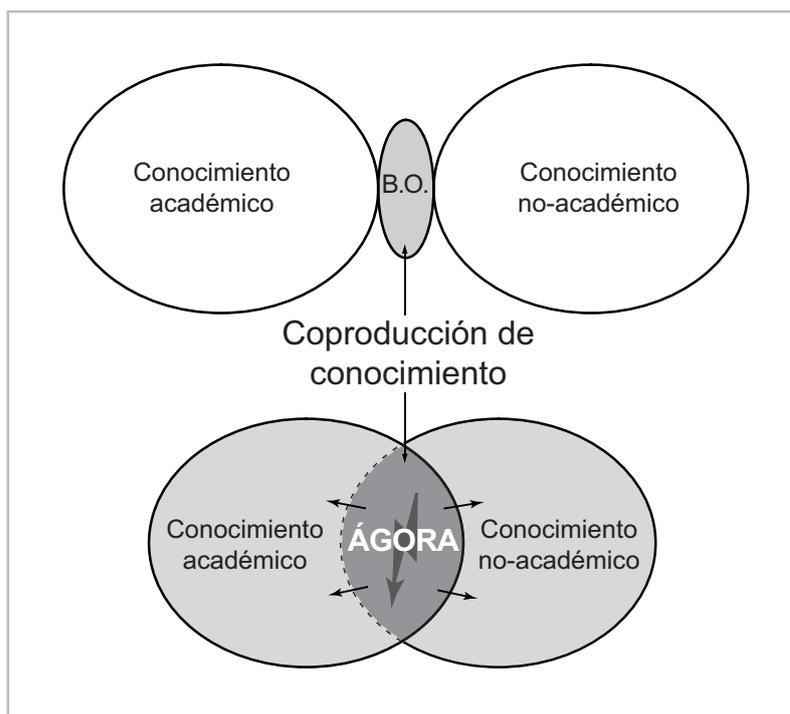 Conocimiento
académico
B.O.
Conocimiento
no-académico
Coproducción de
conocimiento
Conocimiento
académico
ÁGORA
Conocimiento
no-académico